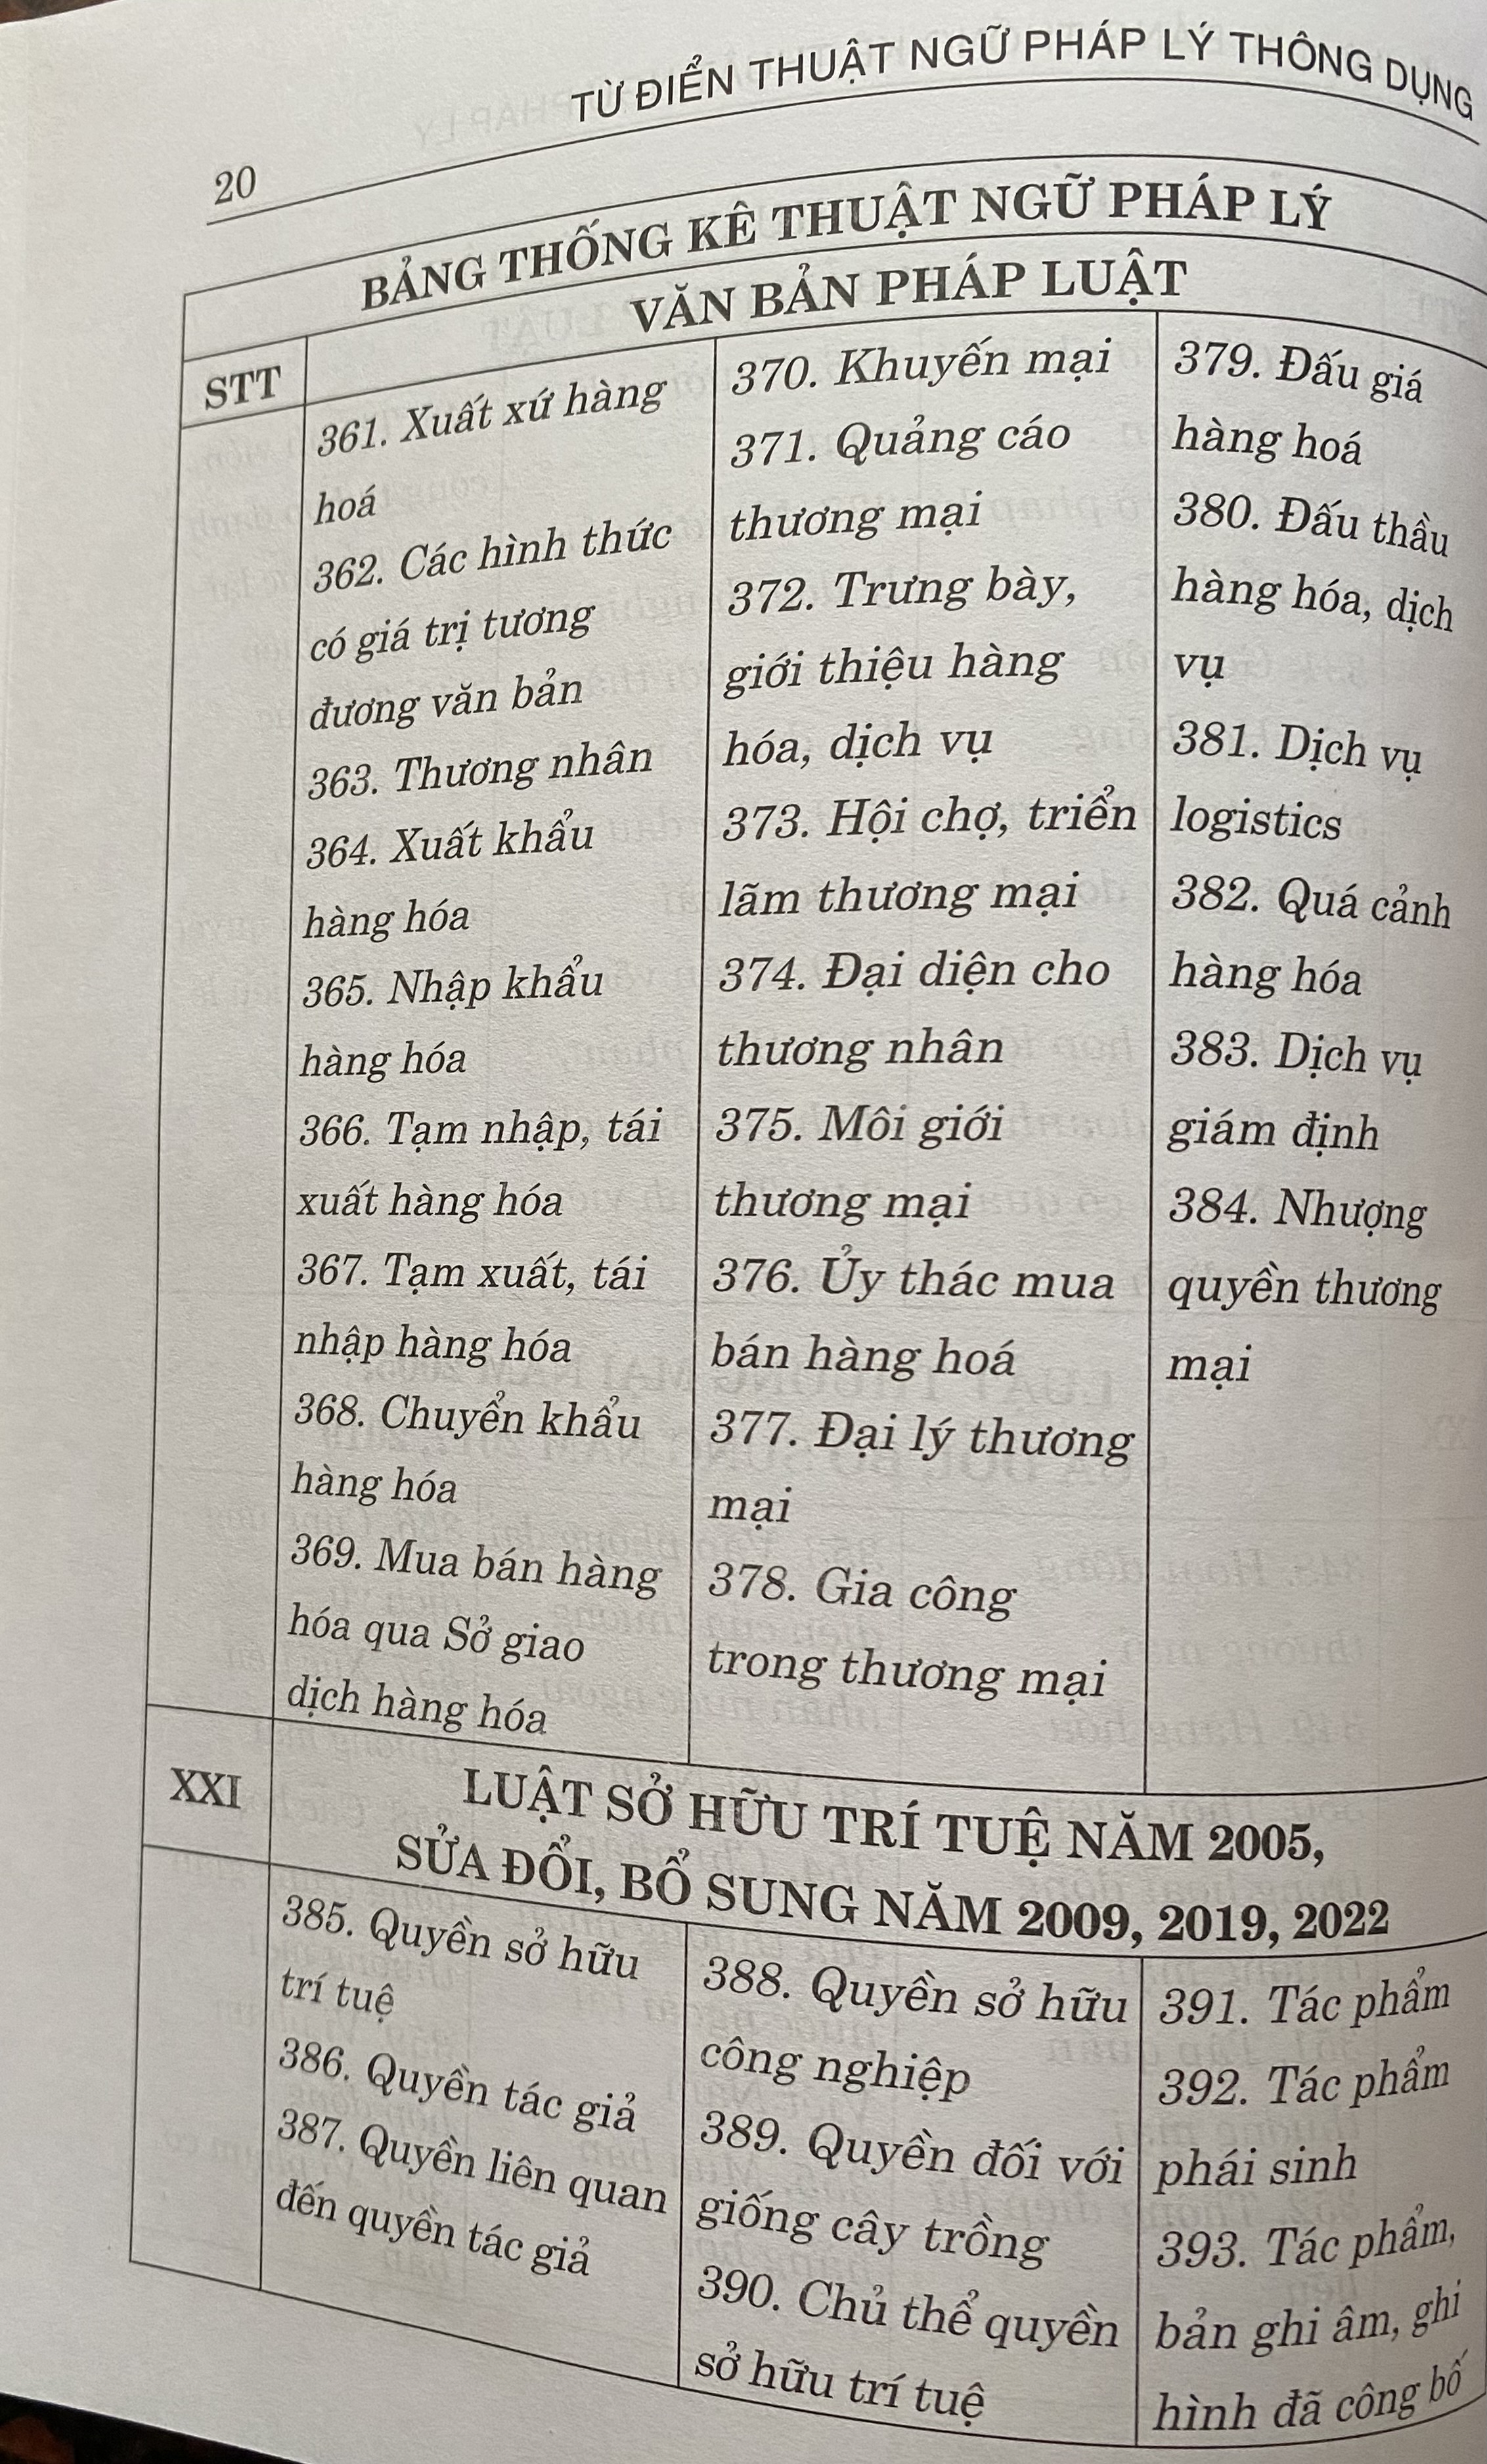 TỪ ĐIỂN THUẬT NGỮ PHÁP LÝ THÔNG DỤNG
20
BẢNG THỐNG KÊ THUẬT NGỮ PHÁP LÝ
VĂN BẢN PHÁP LUẬT
STT
361. Xuất xứ hàng
hoá
362. Các hình thức
có giá trị tương
đương văn bản
363. Thương nhân
364. Xuất khẩu
hàng hóa
365. Nhập khẩu
hàng hóa
366. Tạm nhập, tái
xuất hàng hóa
367. Tạm xuất, tái
nhập hàng hóa
368. Chuyển khẩu
hàng hóa
369. Mua bán hàng
hóa qua Sở giao
dịch hàng hóa
370. Khuyến mại
371. Quảng cáo
thương mại
372. Trưng bày,
giới thiệu hàng
hóa, dịch vụ
373. Hội chợ, triển
lãm thương mại
374. Đại diện cho
thương nhân
375. Môi giới
thương mại
376. Ủy thác mua
bán hàng hoá
377. Đại lý thương
mại
378. Gia công
trong thương mại
379. Đấu giá
hàng hoá
380. Đấu thầu
hàng hóa, dịch
vụ
381. Dịch vụ
logistics
382. Quá cảnh
hàng hóa
383. Dịch vụ
giám định
384. Nhượng
quyền thương
mại
XXI
LUẬT SỞ HỮU TRÍ TUỆ NĂM 2005,
SỬA ĐỔI, BỔ SUNG NĂM 2009, 2019, 2022
385. Quyền sở hữu
trí tuệ
386. Quyền tác giả
387. Quyền liên quan
đến quyền tác giả
388. Quyền sở hữu
công nghiệp
389. Quyền đối với
giống cây trồng
390. Chủ thể quyền
sở hữu trí tuệ
391. Tác phẩm
392. Tác phẩm
phái sinh
393. Tác phẩm,
bản ghi âm, ghi
hình đã công bố